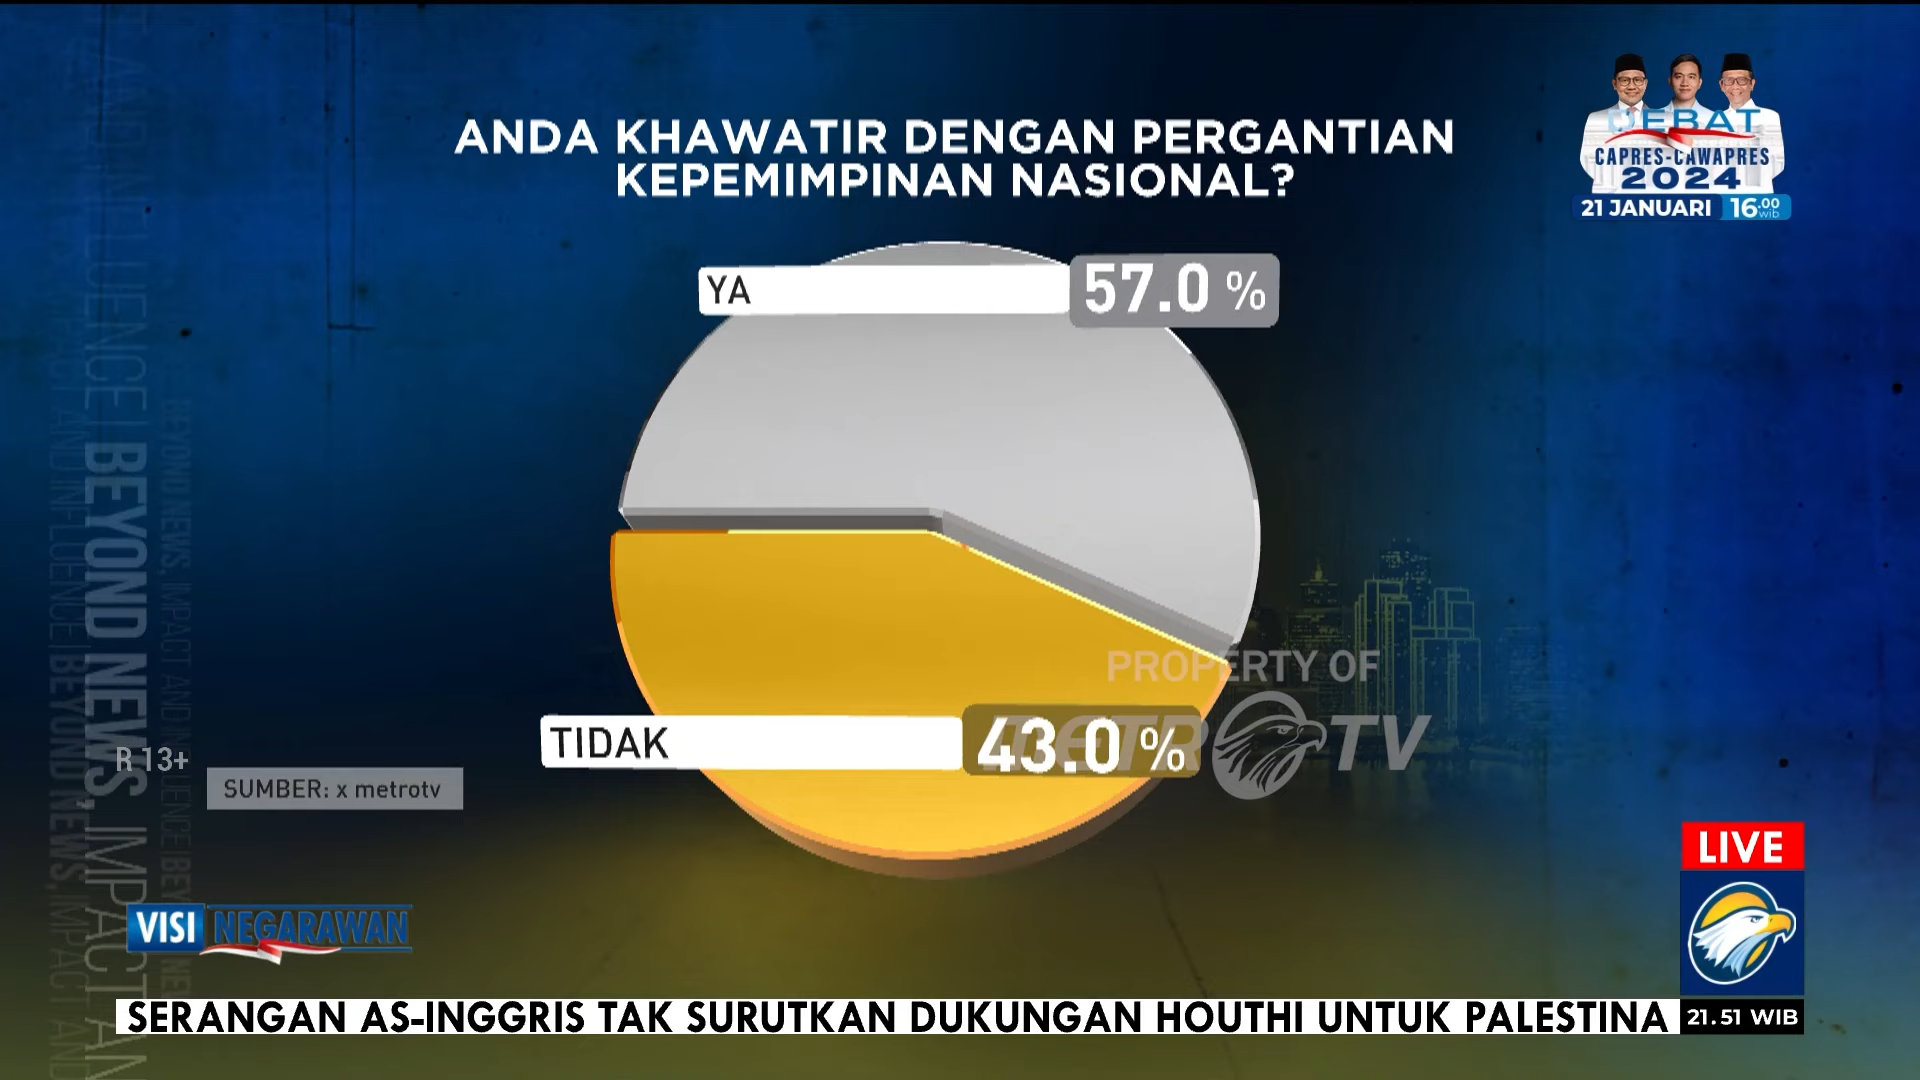 ANDA KHAWATIR DENGAN PERGANTIAN
KEPEMIMPINAN NASIONAL?
DEBAT
CAPRES-CAWAPRES
2024
21 JANUARI 16.00 wib
YA 57.0 %
TIDAK 43.0 %
PROPERTY OF
METRO TV
R 13+
SUMBER: x metrotv
BEYOND NEWS, IMPACT AND INFLUENCE
LIVE
VISI NEGARAWAN
SERANGAN AS-INGGRIS TAK SURUTKAN DUKUNGAN HOUTHI UNTUK PALESTINA
21.51 WIB